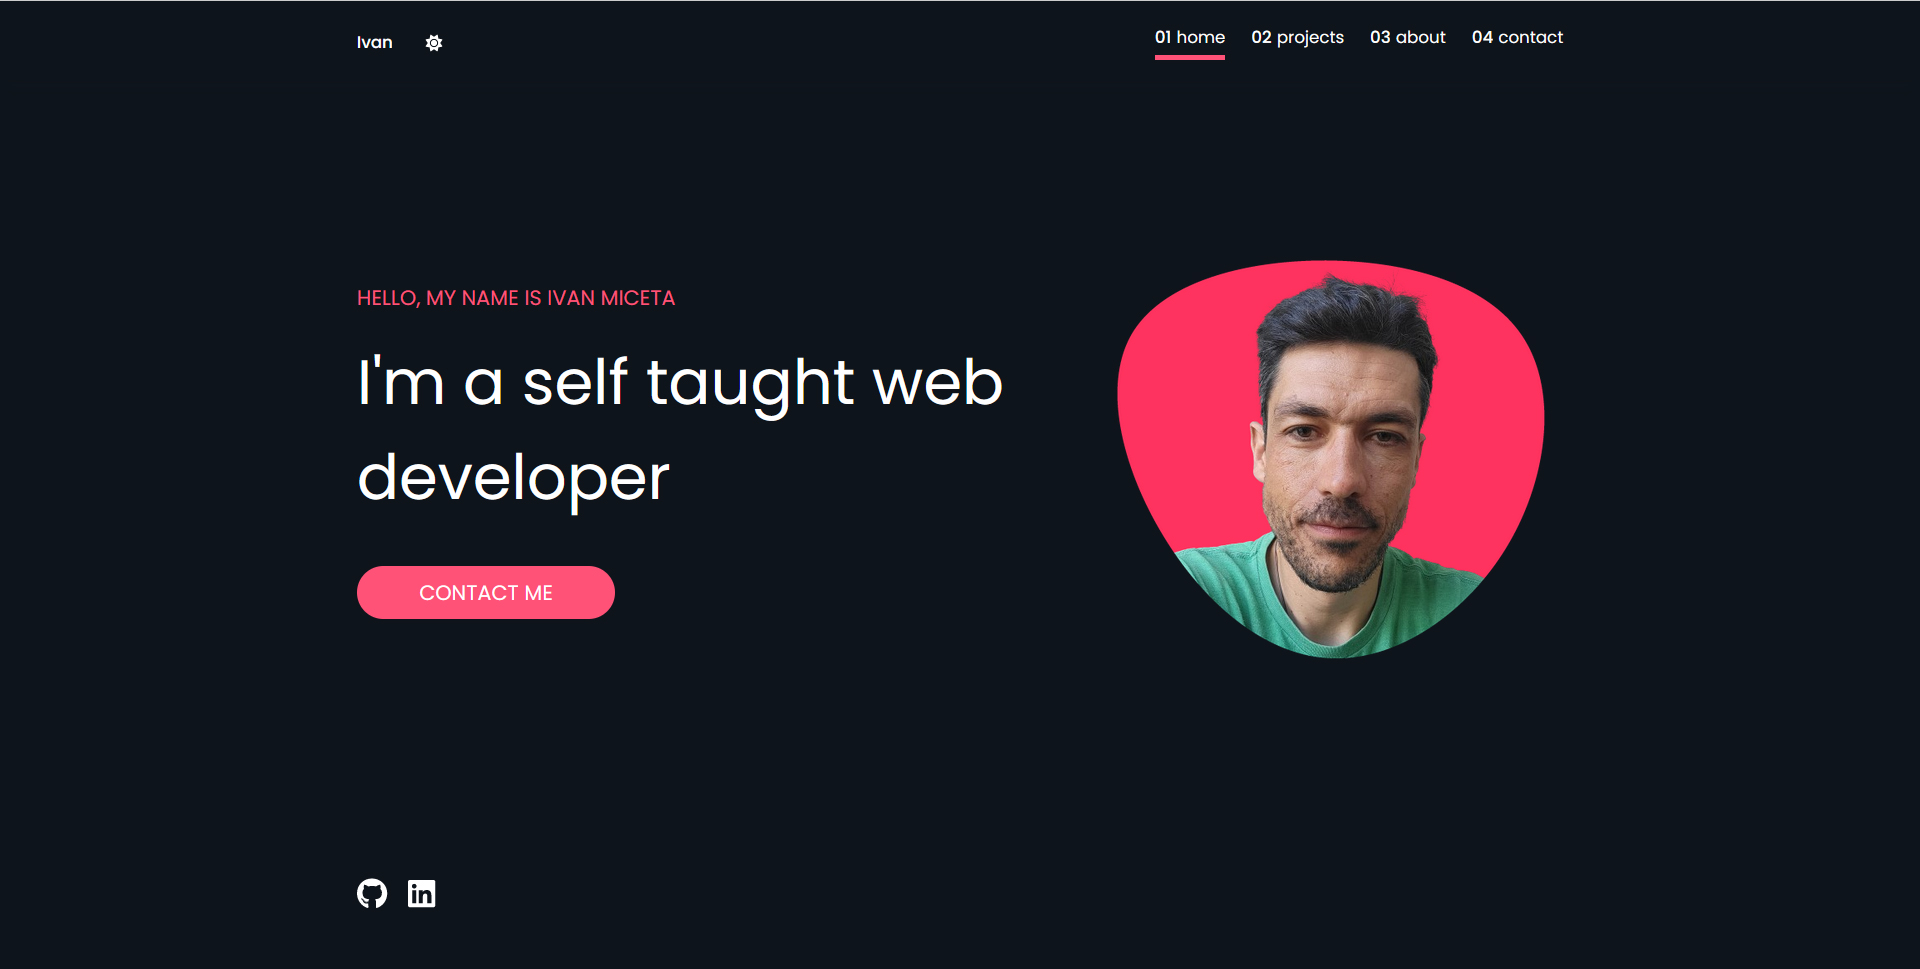 Ivan
01 home 02 projects 03 about 04 contact
HELLO, MY NAME IS IVAN MICETA
I'm a self taught web
developer
CONTACT ME
in